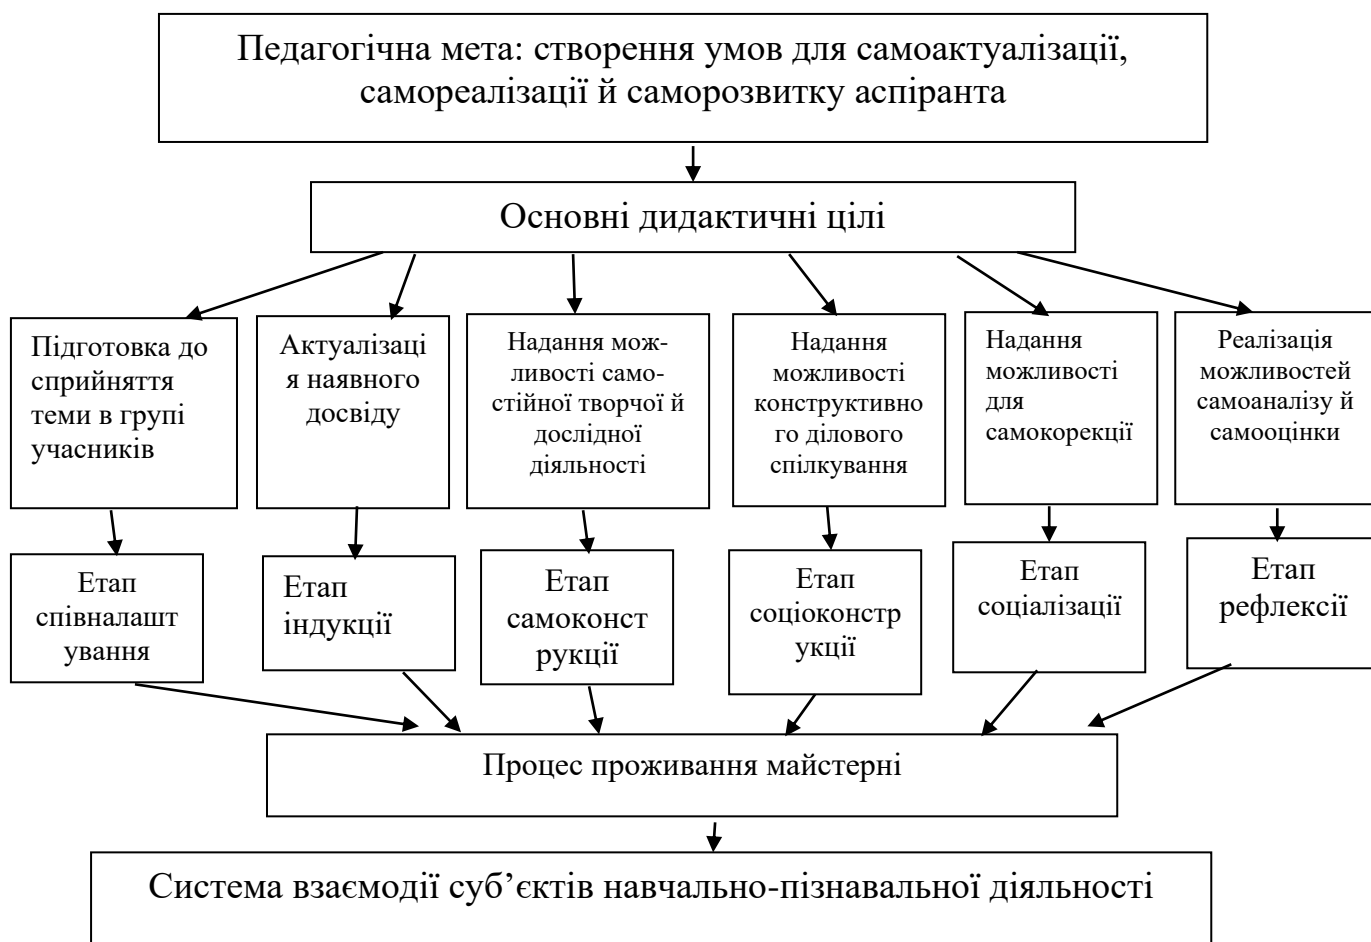 Педагогічна мета: створення умов для самоактуалізації,
самореалізації й саморозвитку аспіранта
Основні дидактичні цілі
Підготовка до
сприйняття
теми в групі
учасників
Актуалізаці
я наявного
досвіду
Надання мож-
ливості само-
стійної творчої й
дослідної
діяльності
Надання
можливості
конструктивно
го ділового
спілкування
Надання
можливості
для
самокорекції
Реалізація
можливостей
самоаналізу й
самооцінки
Етап
співналашт
ування
Етап
індукції
Етап
самоконст
рукції
Етап
соціоконстр
укції
Етап
соціалізації
Етап
рефлексії
Процес проживання майстерні
Система взаємодії суб’єктів навчально-пізнавальної діяльності